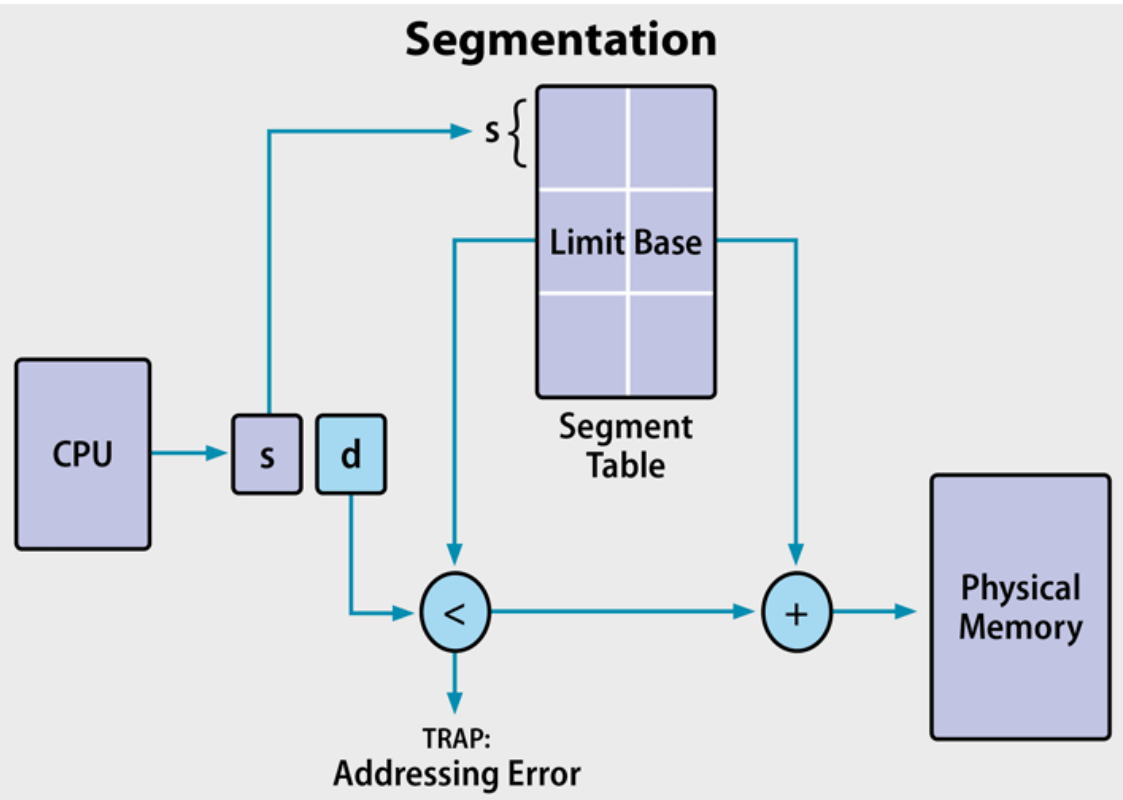 Segmentation
s {
Limit Base
Segment
Table
CPU
s
d
<
+
Physical
Memory
TRAP:
Addressing Error